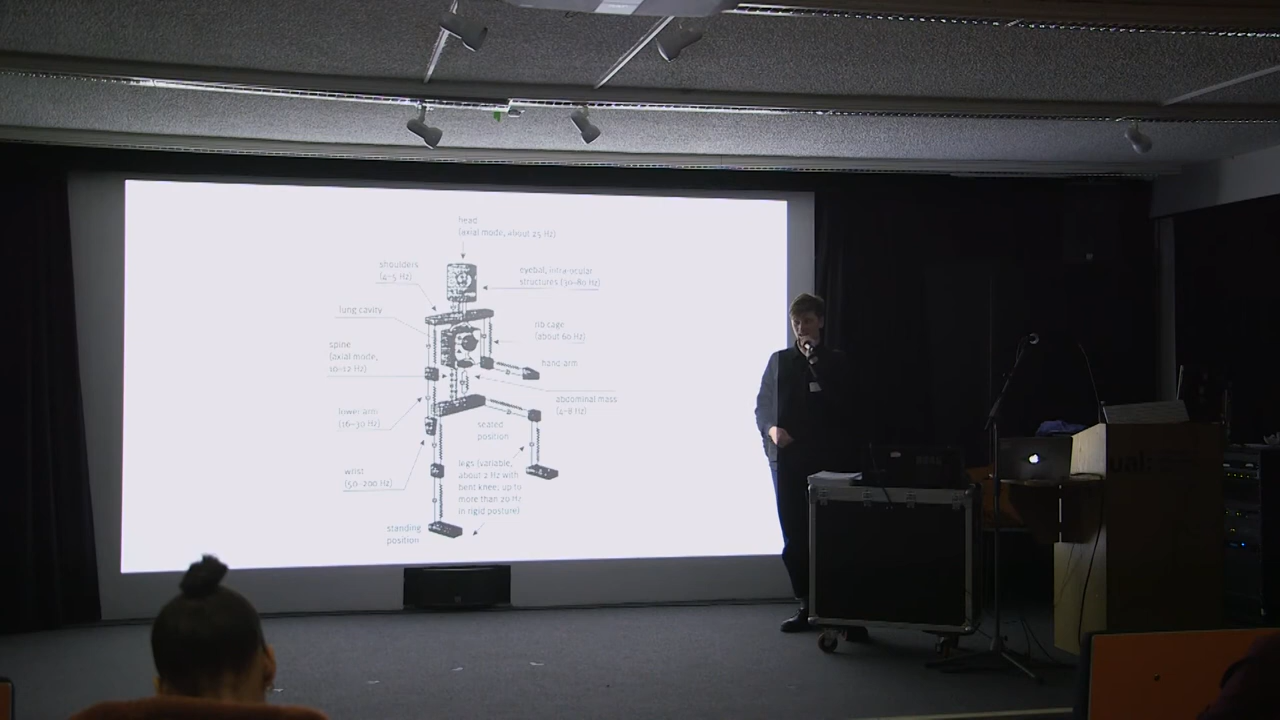 head
(axial mode, about 25 Hz)
shoulders
(4–5 Hz)
eyeball, intra-ocular
structures (30–80 Hz)
lung cavity
rib cage
(about 60 Hz)
spine
(axial mode,
10–12 Hz)
hand-arm
abdominal mass
(4–8 Hz)
lower arm
(16–30 Hz)
seated
position
wrist
(50–200 Hz)
legs (variable,
about 2 Hz with
bent knee, up to
more than 20 Hz
in rigid posture)
standing
position
ual: